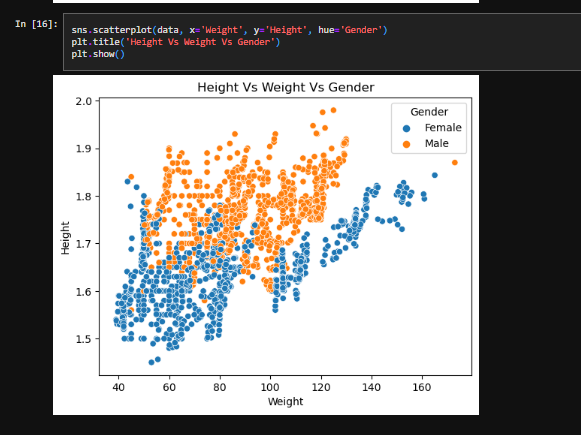 In [16]:
sns.scatterplot(data, x='Weight', y='Height', hue='Gender')
plt.title('Height Vs Weight Vs Gender')
plt.show()
Height Vs Weight Vs Gender
Gender
Female
Male
2.0
1.9
1.8
1.7
1.6
1.5
Height
40 60 80 100 120 140 160
Weight